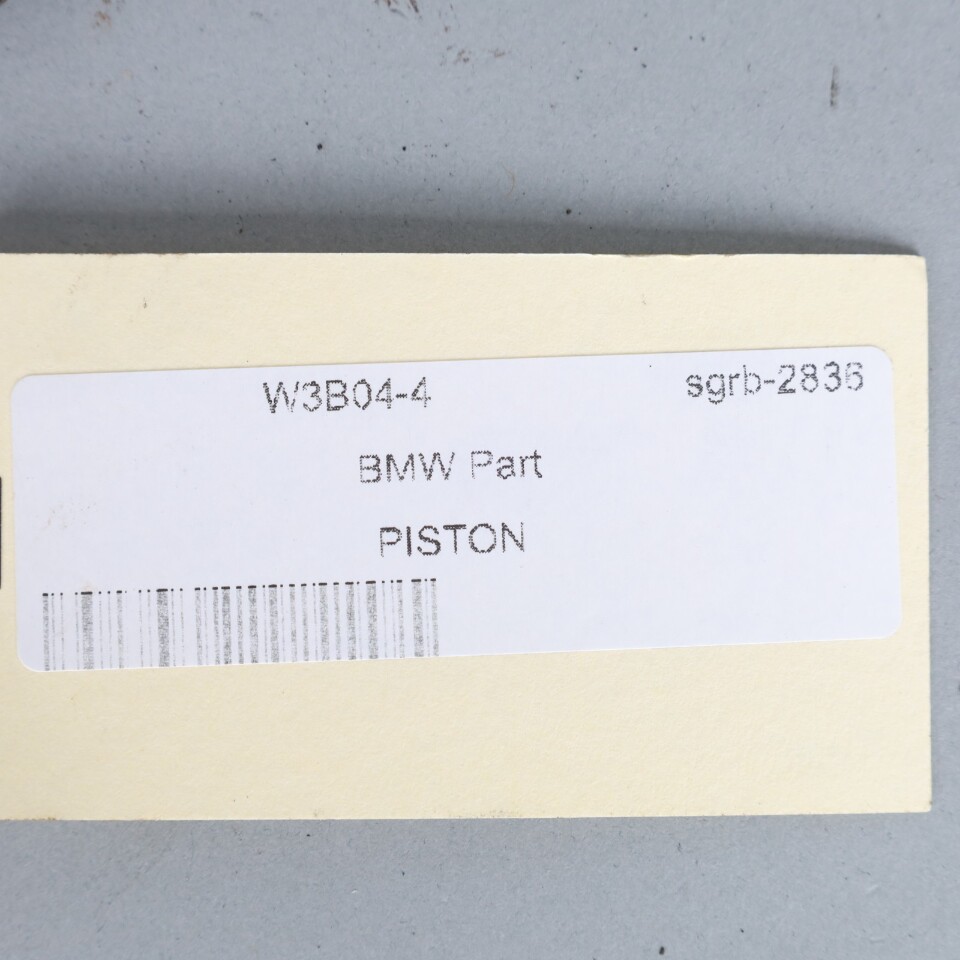 W3B04-4 sgrb-2836
BMW Part
PISTON